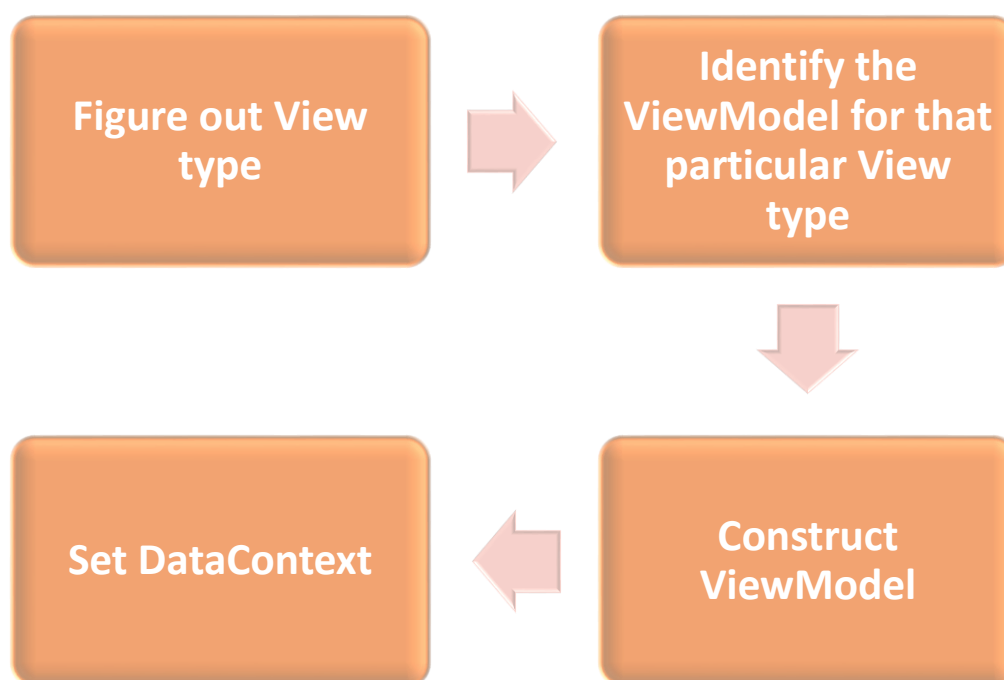 Figure out View
type
Identify the
ViewModel for that
particular View
type
Construct
ViewModel
Set DataContext